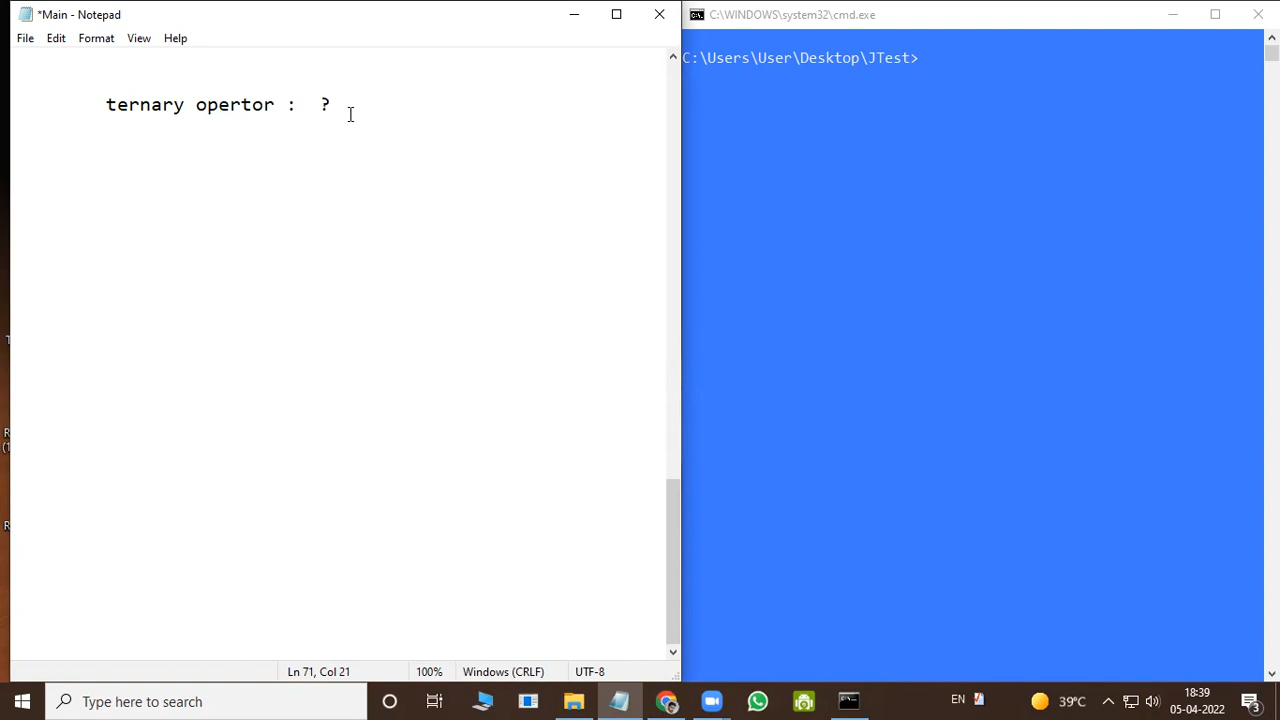 *Main - Notepad
File Edit Format View Help
ternary opertor : ?
Ln 71, Col 21 100% Windows (CRLF) UTF-8
C:\WINDOWS\system32\cmd.exe
C:\Users\User\Desktop\JTest>
Type here to search
EN
39°C
18:39
05-04-2022
3